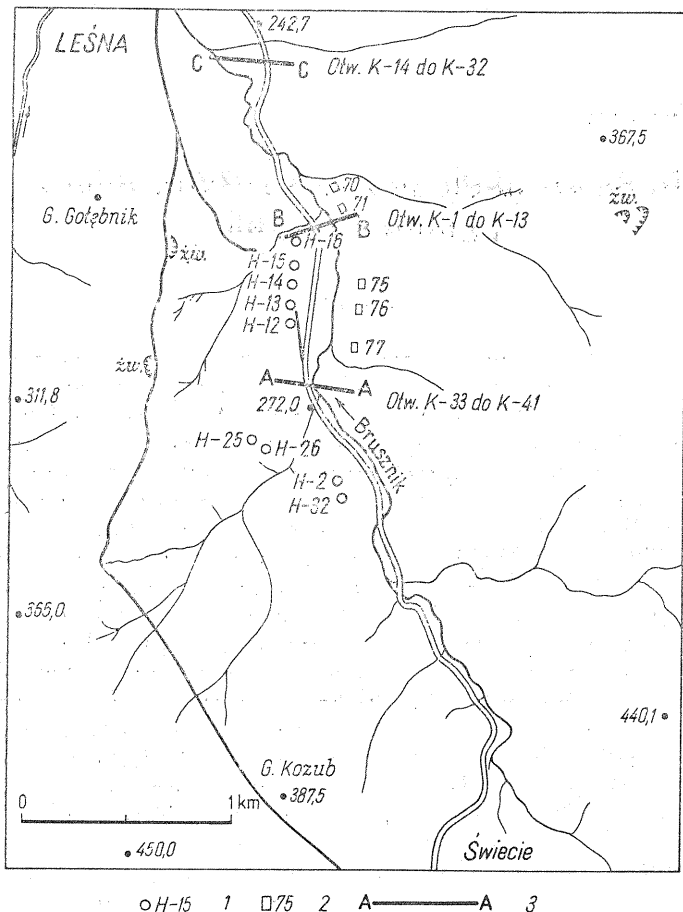 242,7
LEŚNA
C C Otw. K-14 do K-32
367,5
70
71
żw.
G. Gołębnik
B B Otw. K-1 do K-13
H-16
żw.
H-15
H-14
75
H-13
76
H-12
77
żw.
A A
311,8
272,0
Otw. K-33 do K-41
Brusznik
H-25 H-26
H-2
H-32
355,0
440,1
G. Kozub
0 1 km
387,5
450,0
Świecie
H-15 1 75 2 A A 3